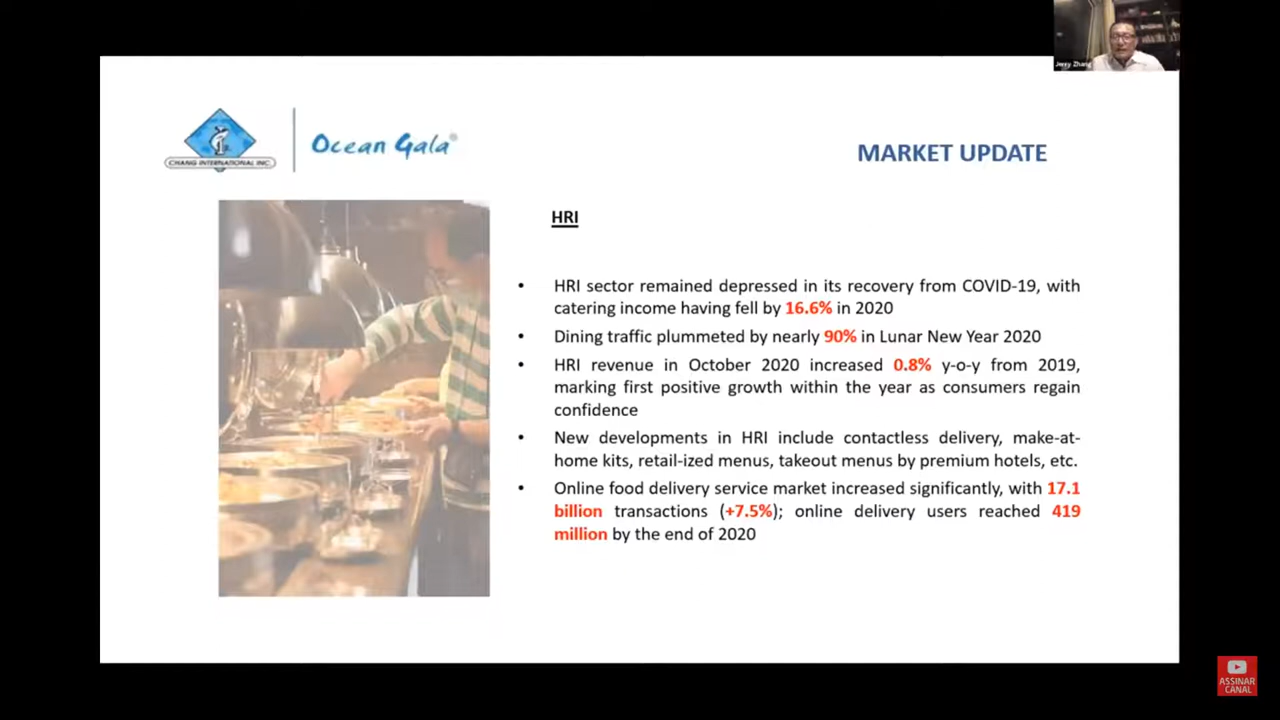 Jerry Zhang
CHANG INTERNATIONAL INC.
Ocean Gala®
MARKET UPDATE
HRI
• HRI sector remained depressed in its recovery from COVID-19, with
catering income having fell by 16.6% in 2020
• Dining traffic plummeted by nearly 90% in Lunar New Year 2020
• HRI revenue in October 2020 increased 0.8% y-o-y from 2019,
marking first positive growth within the year as consumers regain
confidence
• New developments in HRI include contactless delivery, make-at-
home kits, retail-ized menus, takeout menus by premium hotels, etc.
• Online food delivery service market increased significantly, with 17.1
billion transactions (+7.5%); online delivery users reached 419
million by the end of 2020
ASSINAR
CANAL